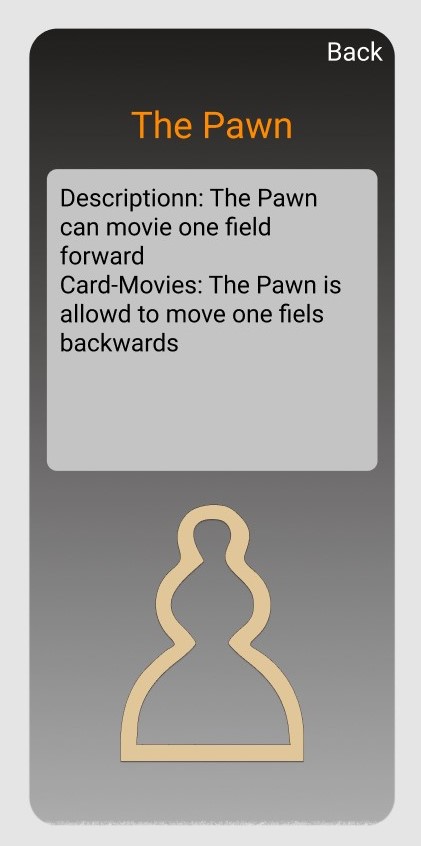 Back
The Pawn
Descriptionn: The Pawn
can movie one field
forward
Card-Movies: The Pawn is
allowd to move one fiels
backwards